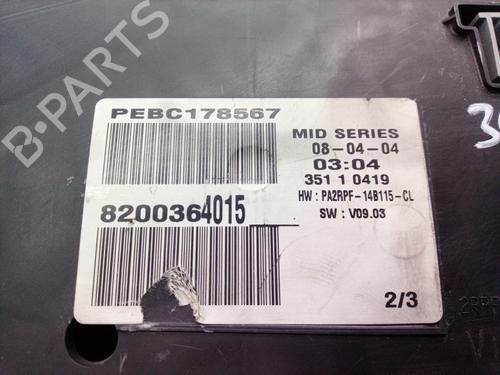 PEBC178567
MID SERIES
08-04-04
03:04
351 1 0419
HW : PA2RPF-14B115-CL
SW : V09.03
8200364015
2/3